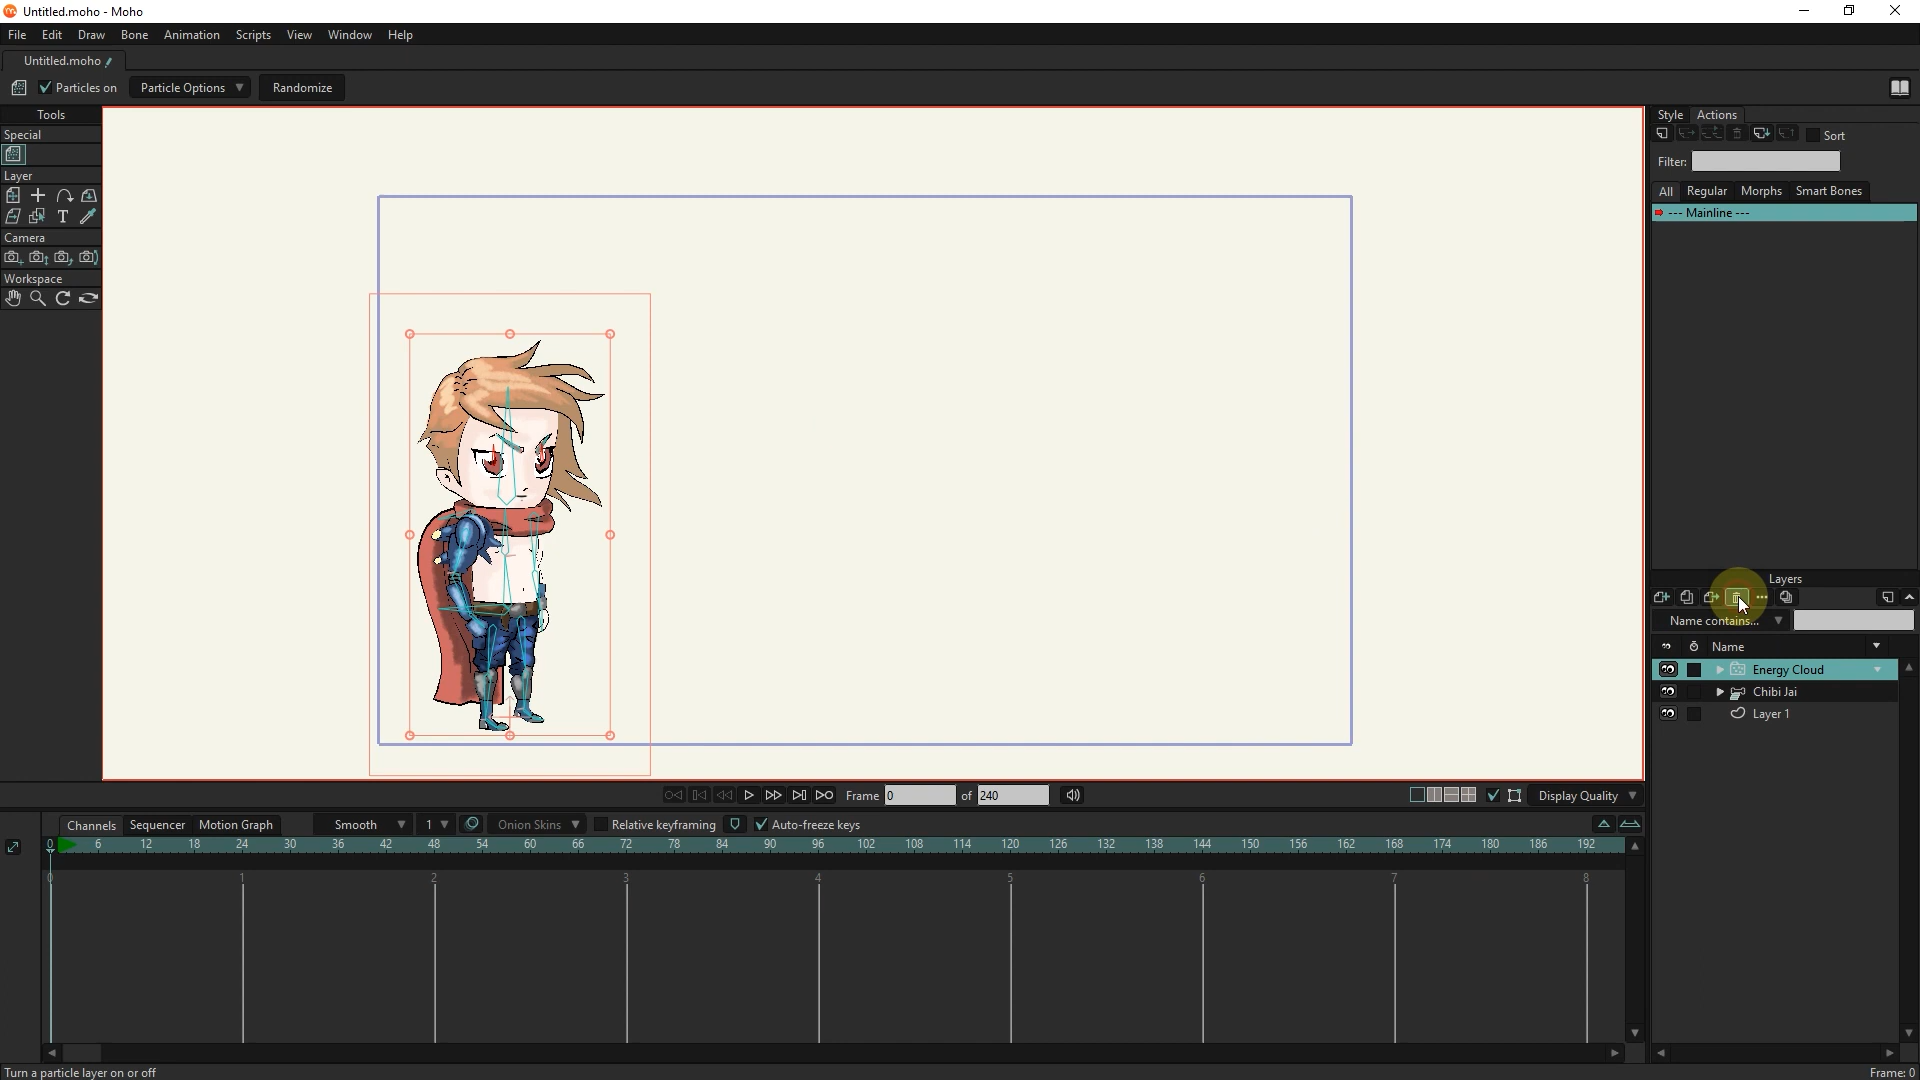 Untitled.moho - Moho
File Edit Draw Bone Animation Scripts View Window Help
Untitled.moho
Particles on Particle Options Randomize
Tools
Special
Layer
T
Camera
Workspace
Style Actions
Sort
Filter:
All Regular Morphs Smart Bones
--- Mainline ---
Layers
Name contains...
Name
Energy Cloud
Chibi Jai
Layer 1
Frame 0 of 240
Display Quality
Channels Sequencer Motion Graph Smooth 1 Onion Skins Relative keyframing Auto-freeze keys
0 6 12 18 24 30 36 42 48 54 60 66 72 78 84 90 96 102 108 114 120 126 132 138 144 150 156 162 168 174 180 186 192
0 1 2 3 4 5 6 7 8
Turn a particle layer on or off
Frame: 0